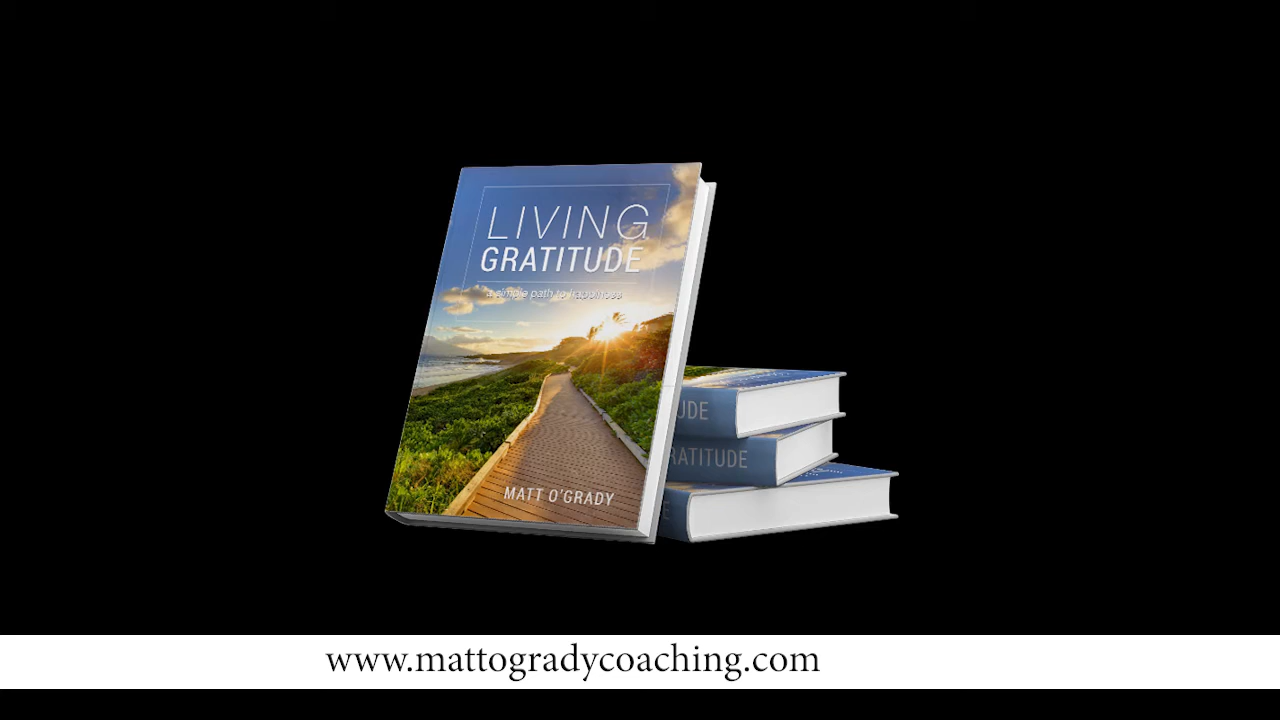 LIVING
GRATITUDE
a simple path to happiness
MATT O'GRADY
UDE
RATITUDE
E
www.mattogradycoaching.com